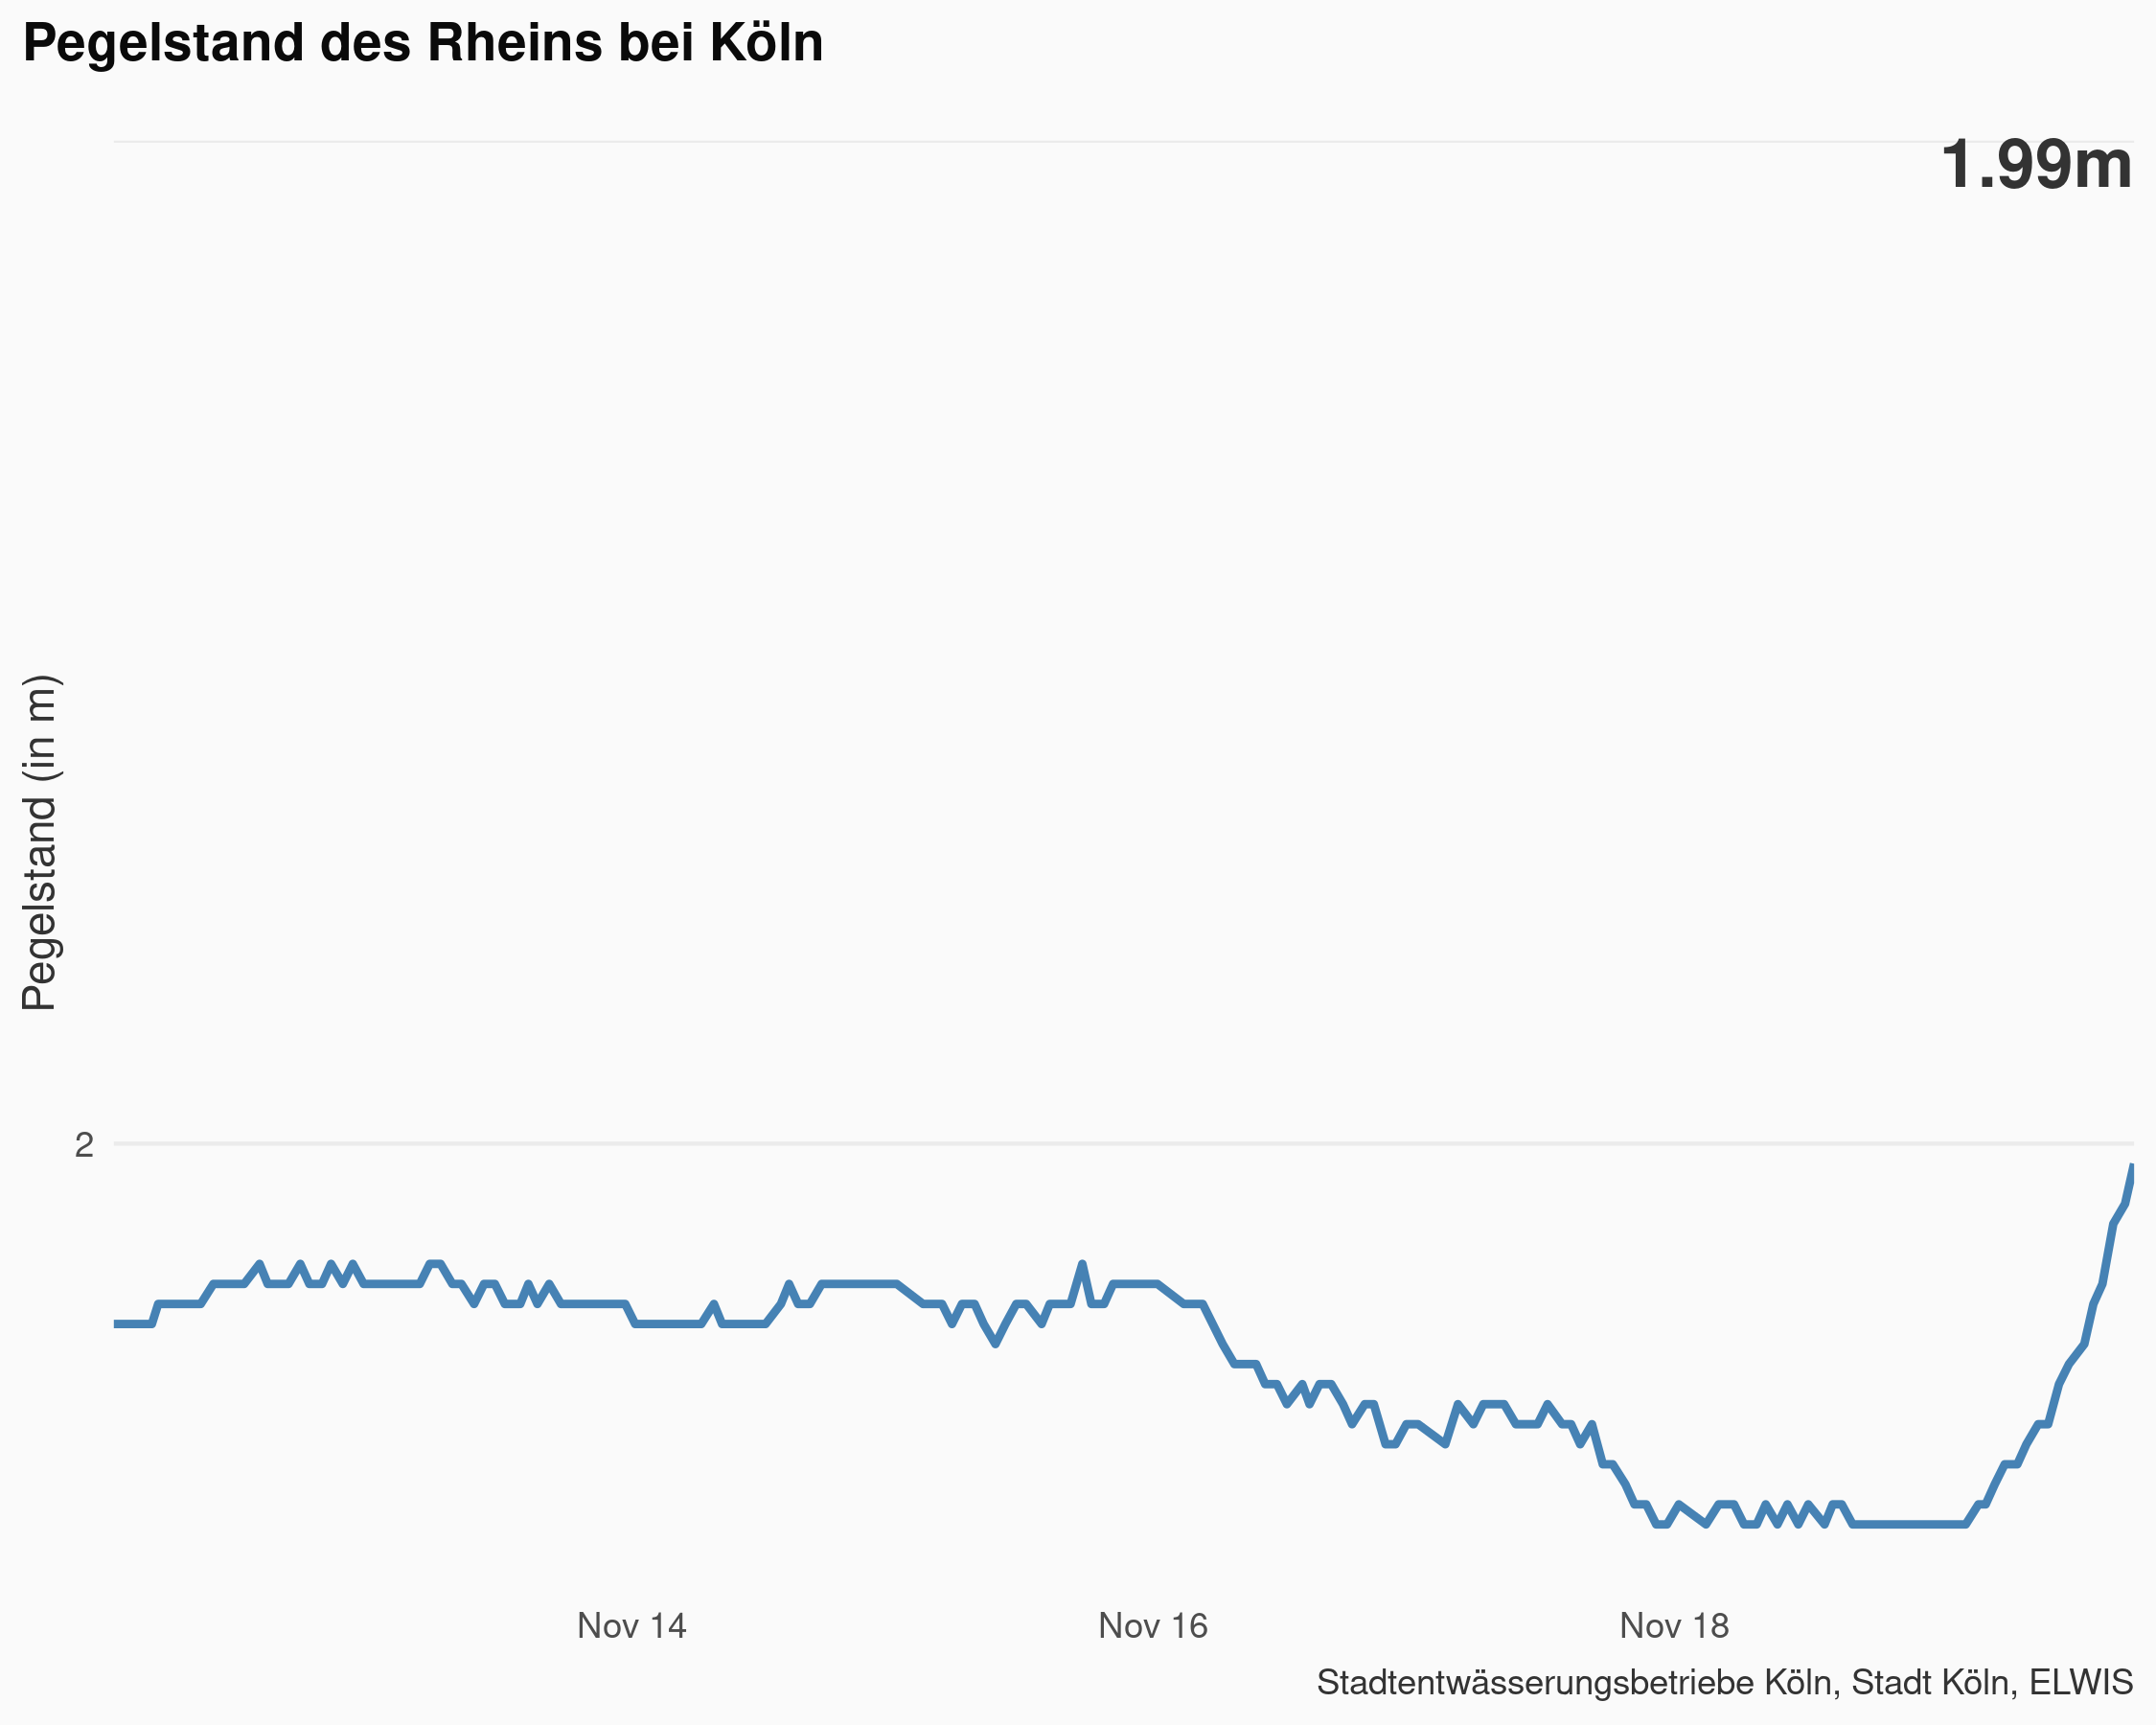 Pegelstand des Rheins bei Köln
1.99m
Pegelstand (in m)
2
Nov 14
Nov 16
Nov 18
Stadtentwässerungsbetriebe Köln, Stadt Köln, ELWIS